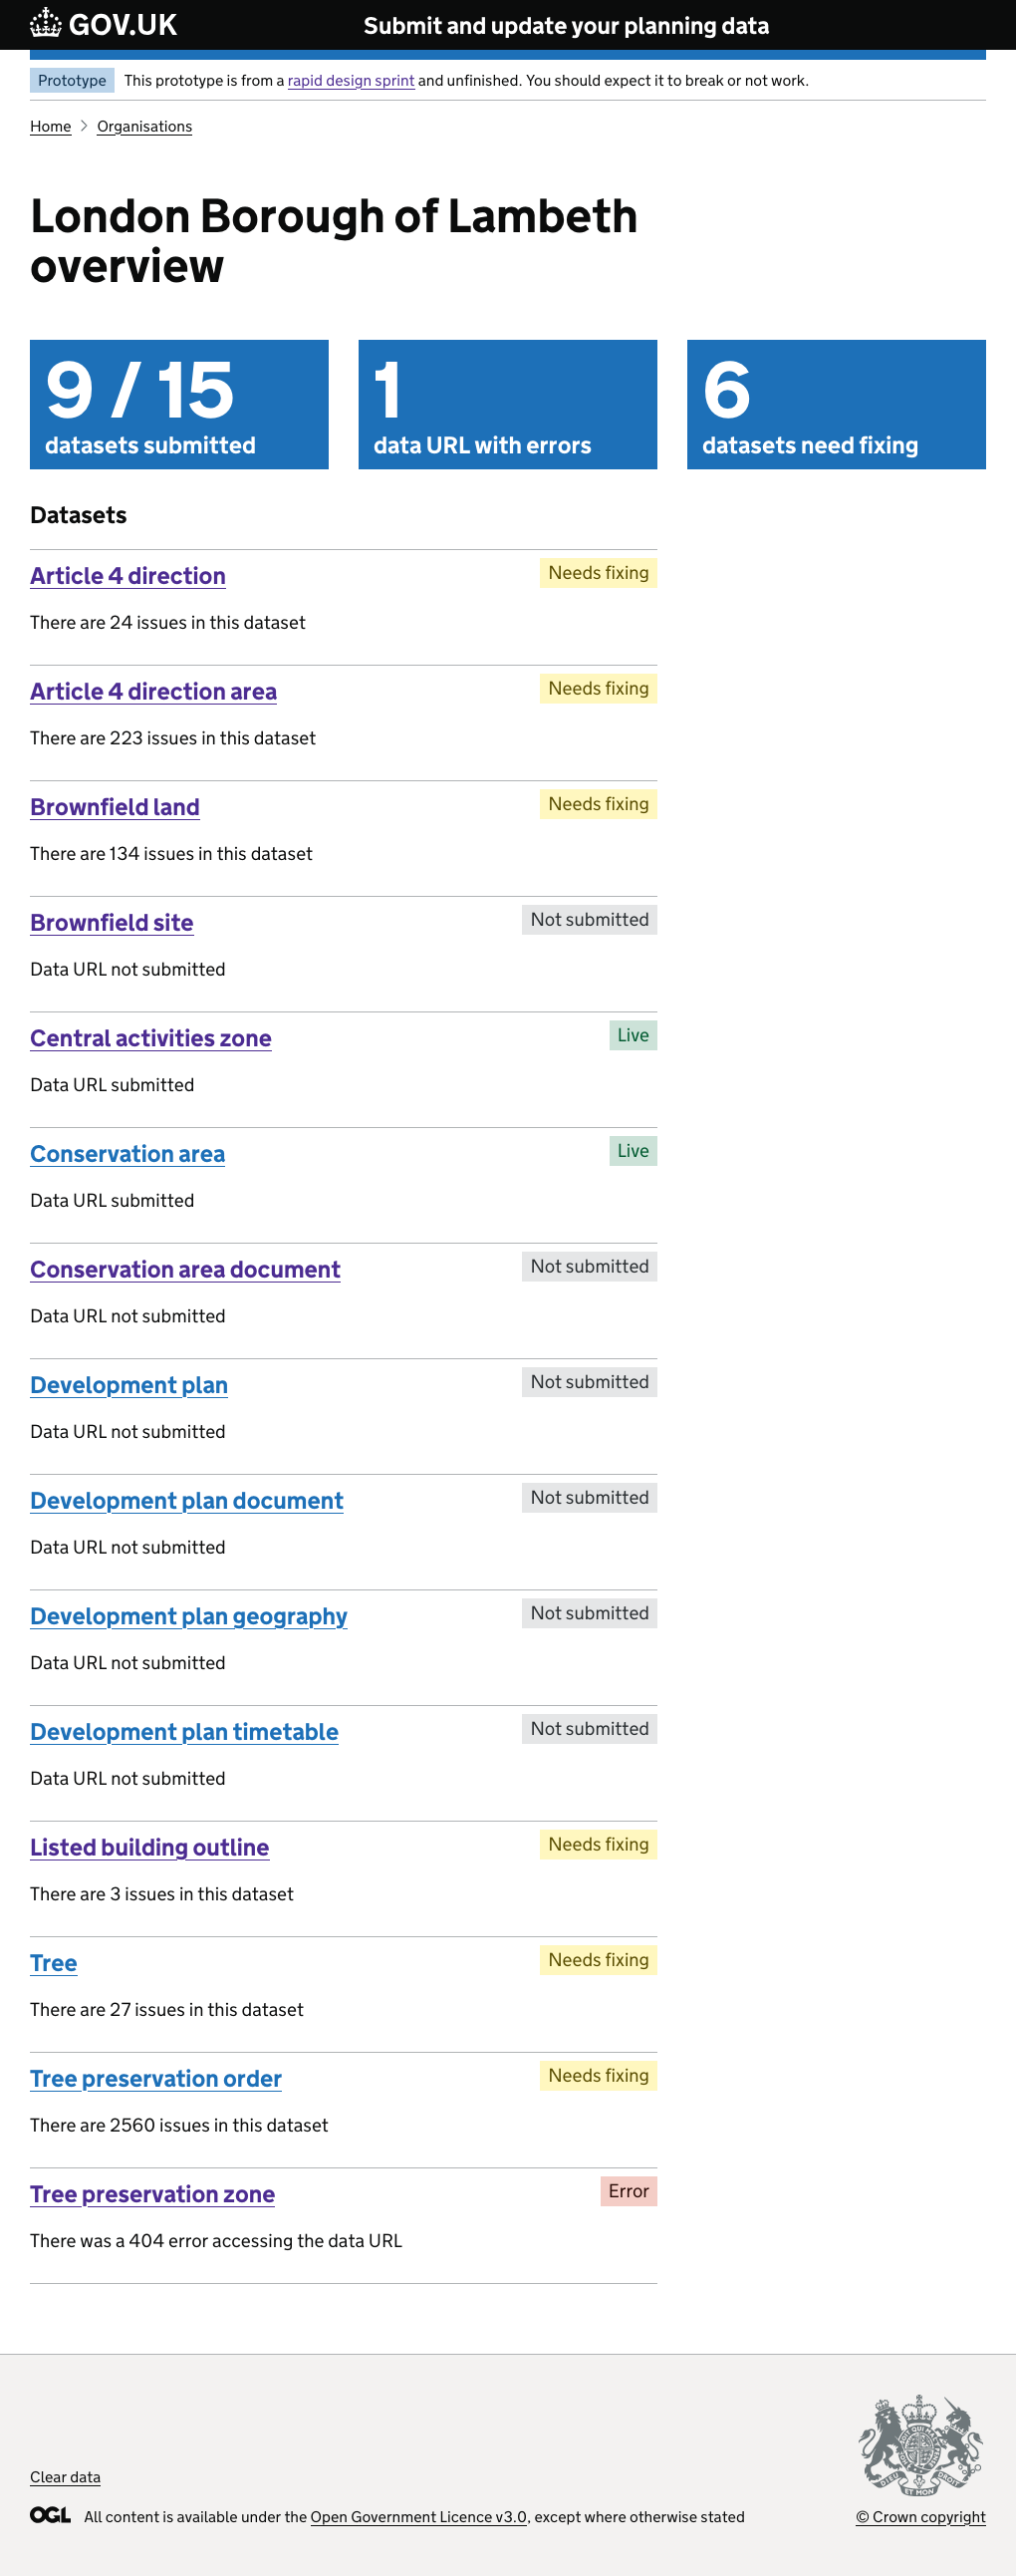 GOV.UK
Submit and update your planning data
Prototype
This prototype is from a rapid design sprint and unfinished. You should expect it to break or not work.
Home > Organisations
London Borough of Lambeth
overview
9 / 15
datasets submitted
1
data URL with errors
6
datasets need fixing
Datasets
Article 4 direction
Needs fixing
There are 24 issues in this dataset
Article 4 direction area
Needs fixing
There are 223 issues in this dataset
Brownfield land
Needs fixing
There are 134 issues in this dataset
Brownfield site
Not submitted
Data URL not submitted
Central activities zone
Live
Data URL submitted
Conservation area
Live
Data URL submitted
Conservation area document
Not submitted
Data URL not submitted
Development plan
Not submitted
Data URL not submitted
Development plan document
Not submitted
Data URL not submitted
Development plan geography
Not submitted
Data URL not submitted
Development plan timetable
Not submitted
Data URL not submitted
Listed building outline
Needs fixing
There are 3 issues in this dataset
Tree
Needs fixing
There are 27 issues in this dataset
Tree preservation order
Needs fixing
There are 2560 issues in this dataset
Tree preservation zone
Error
There was a 404 error accessing the data URL
Clear data
OGL
All content is available under the Open Government Licence v3.0, except where otherwise stated
© Crown copyright